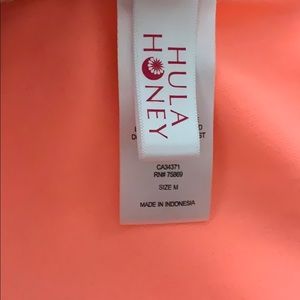 HULA
HONEY
CA34371
RN# 75869
SIZE M
MADE IN INDONESIA